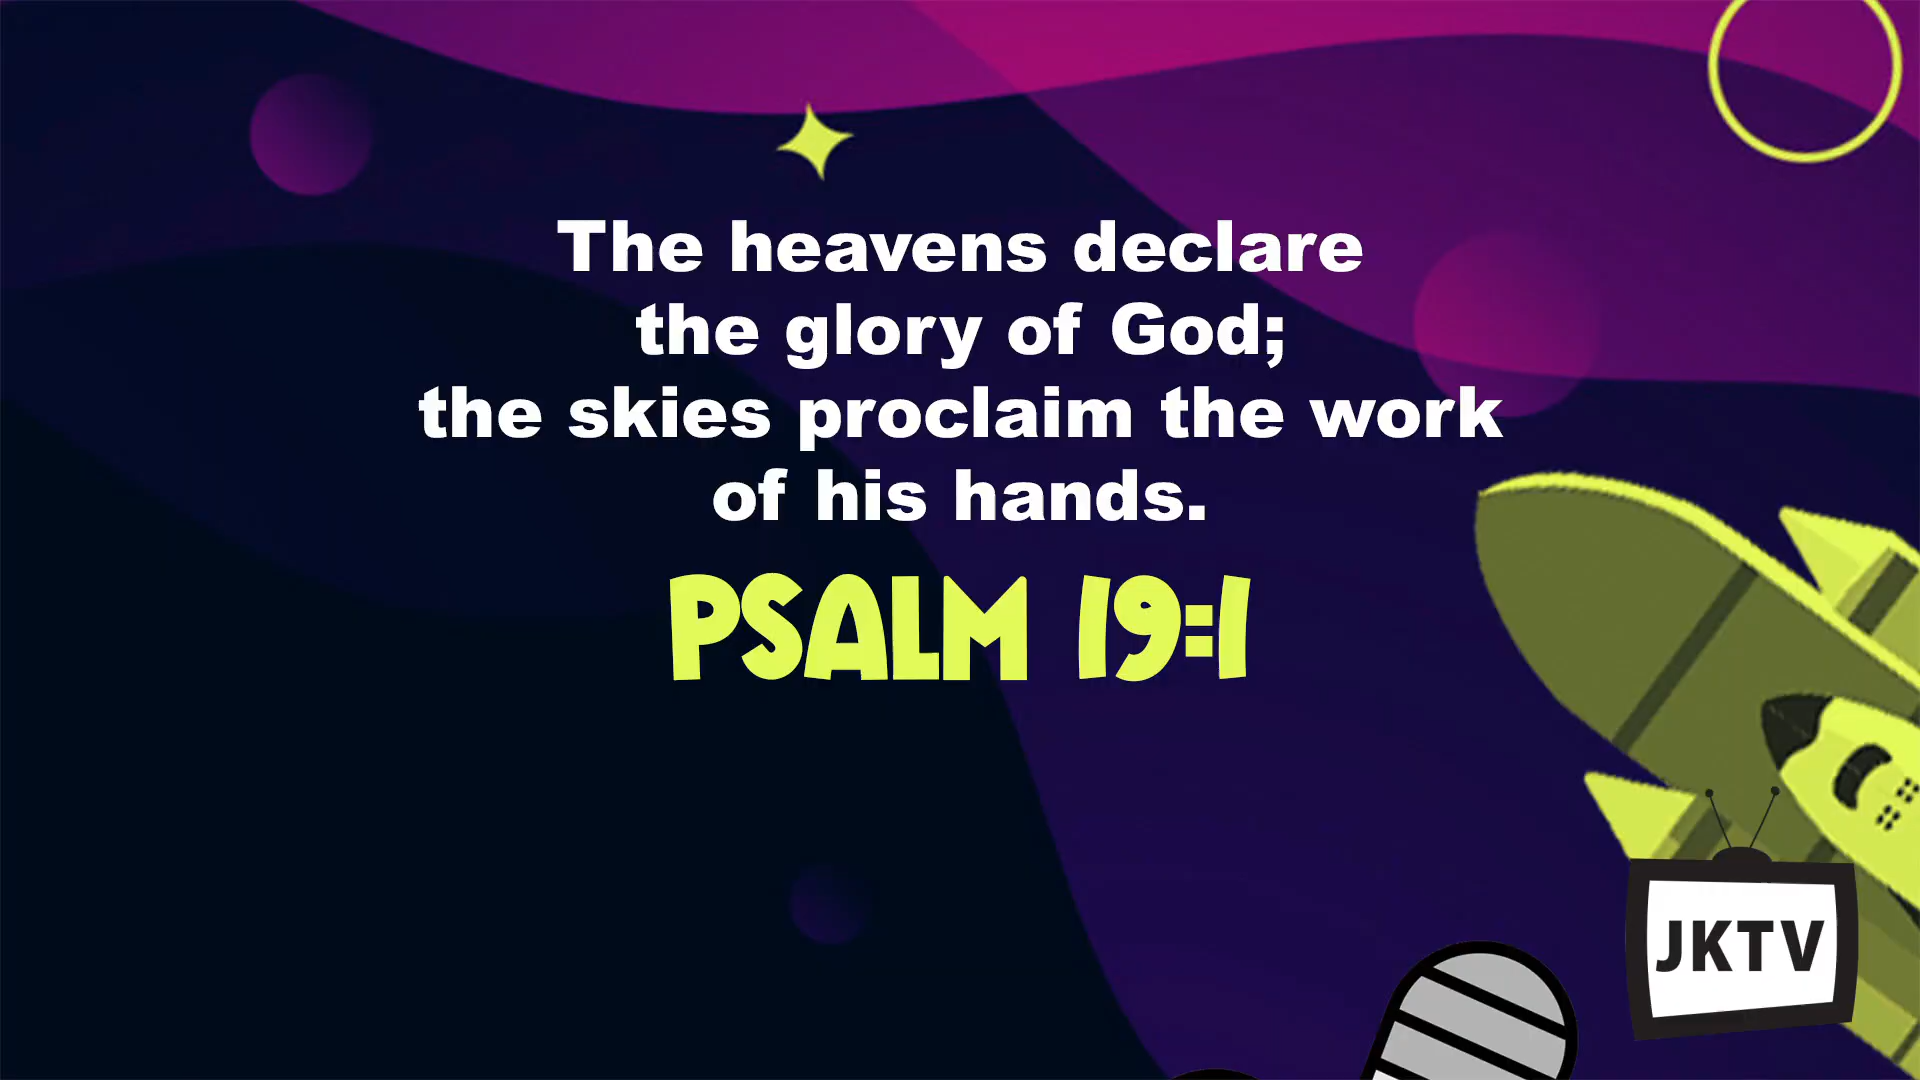 The heavens declare
the glory of God;
the skies proclaim the work
of his hands.
PSALM 19:1
JKTV